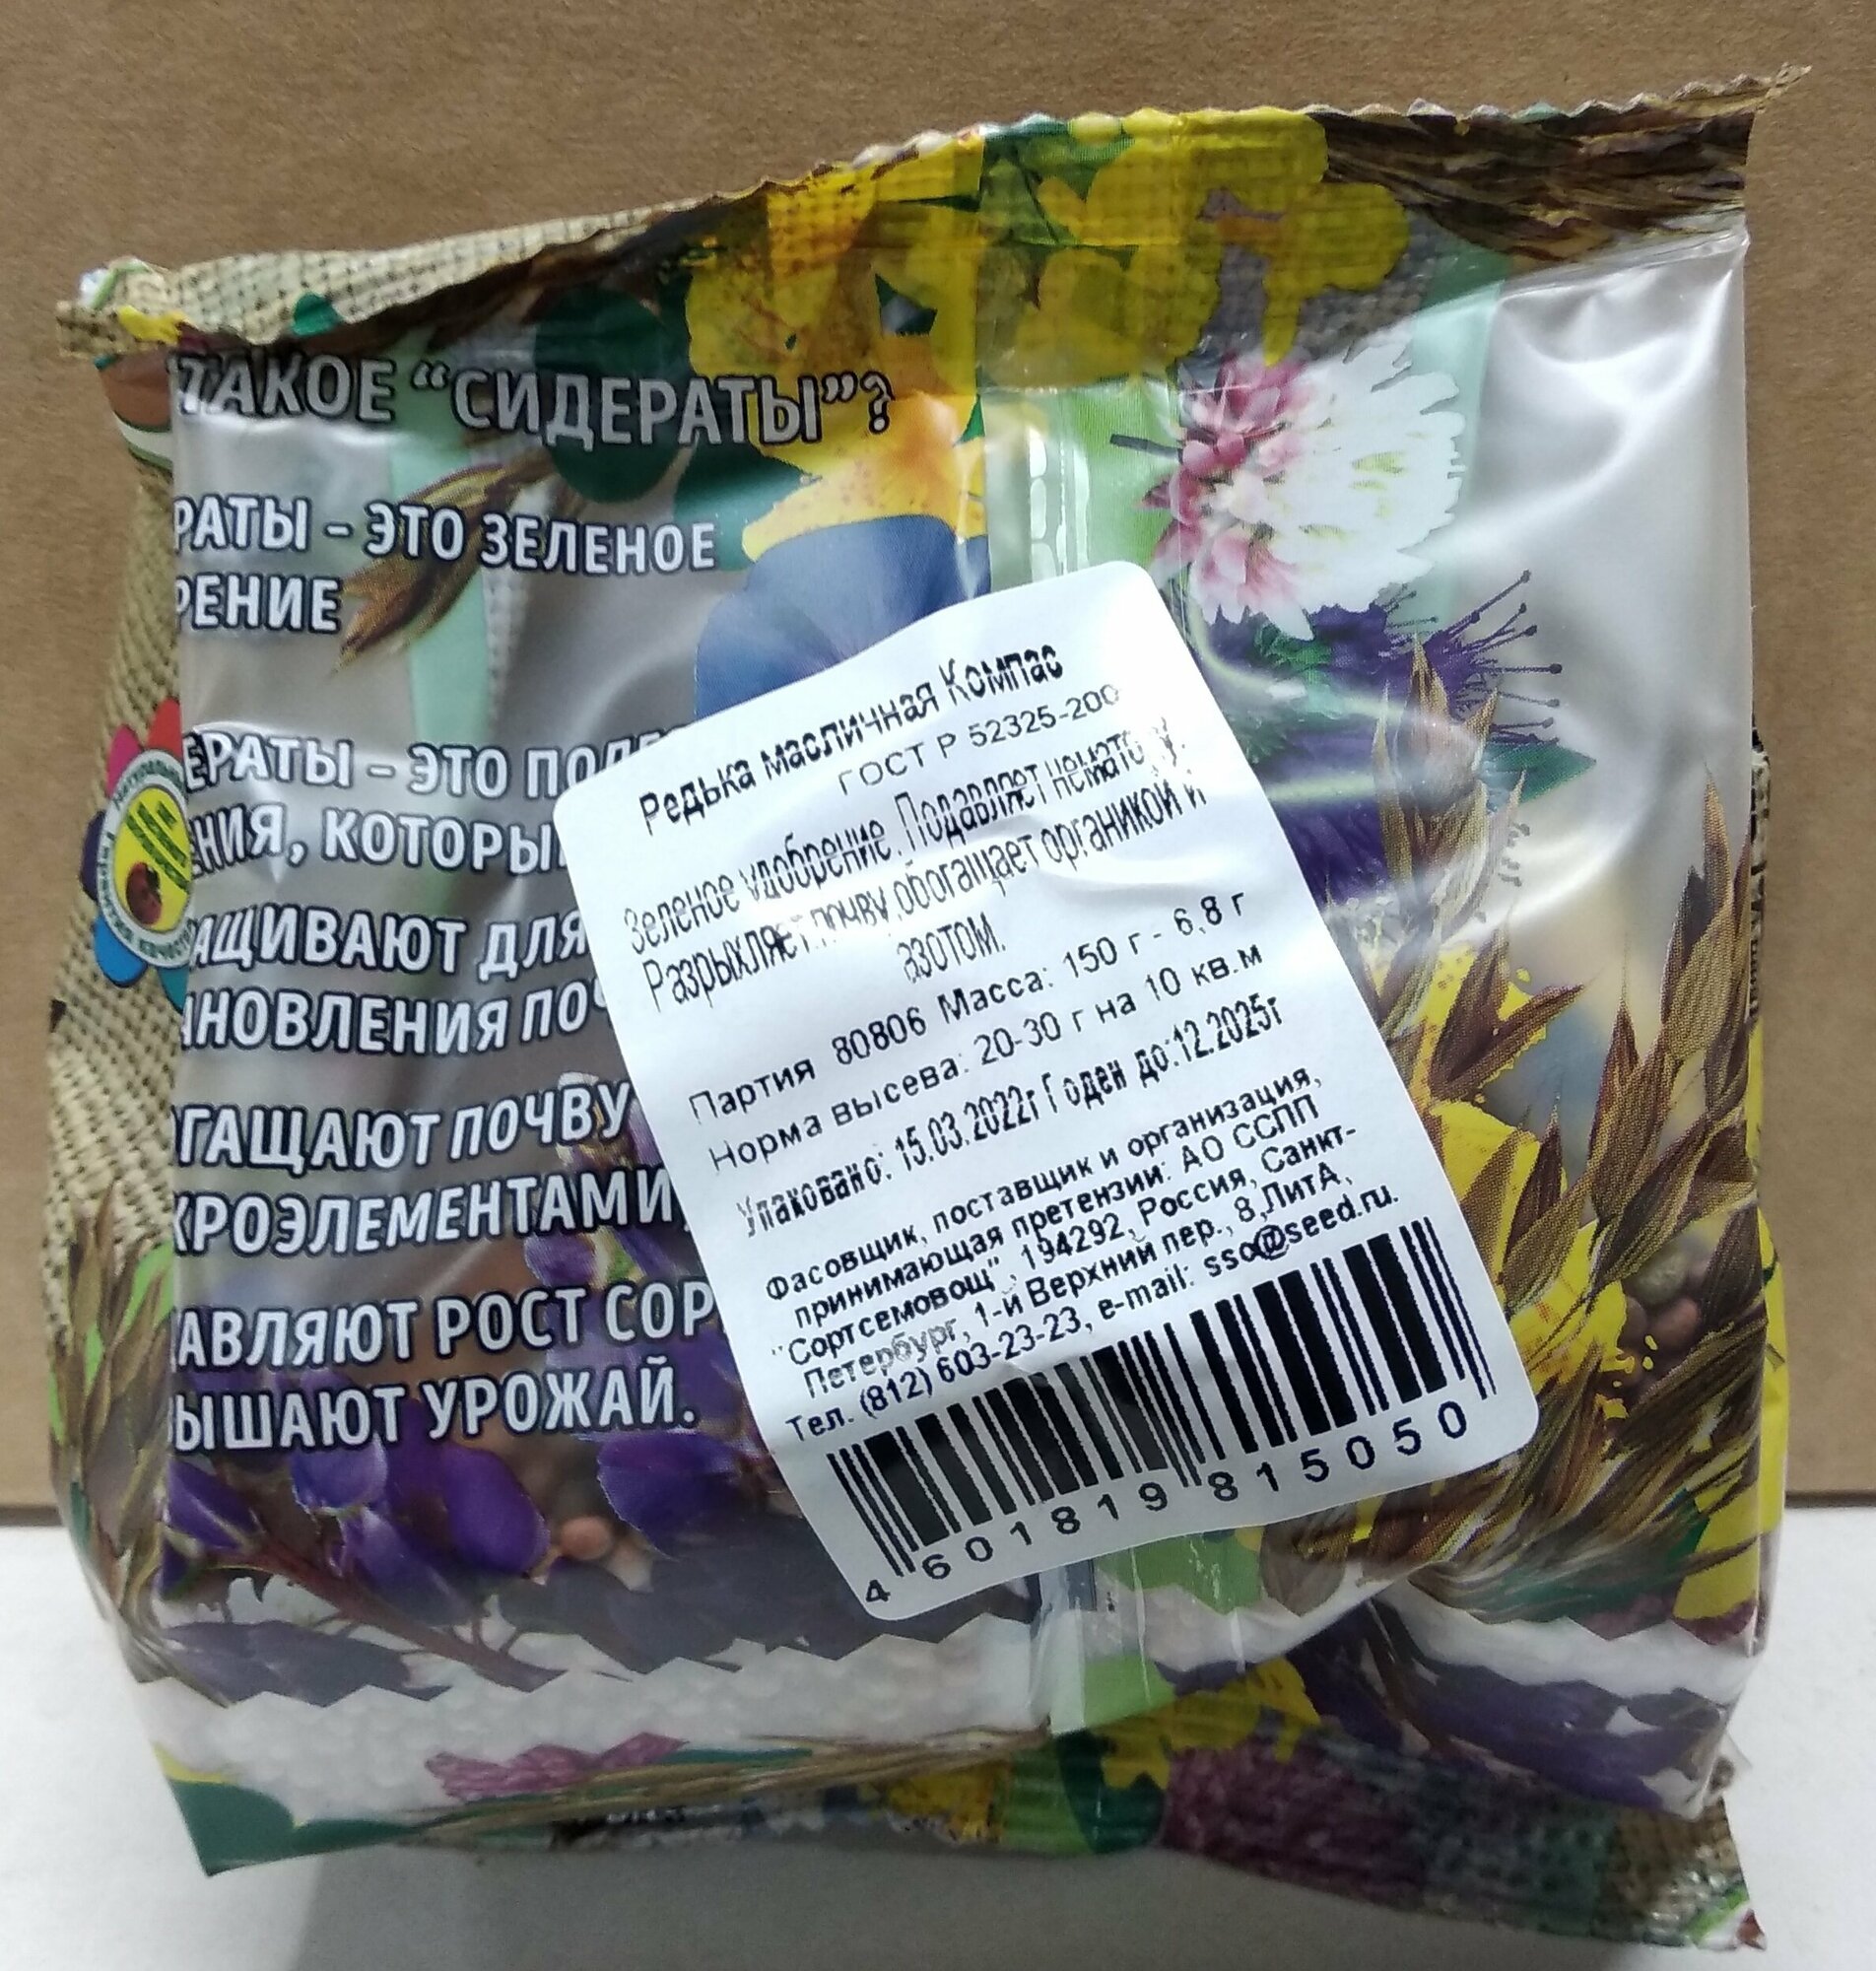 ТАКОЕ “СИДЕРАТЫ”?
РАТЫ - ЭТО ЗЕЛЕНОЕ
РЕНИЕ
ЕРАТЫ - ЭТО
ЕНИЯ, КОТОРЫ
АЩИВАЮТ ДЛЯ
АНОВЛЕНИЯ ПОЧ
ГАЩАЮТ ПОЧВУ
КРОЭЛЕМЕНТАМИ,
АВЛЯЮТ РОСТ СОР
ЫШАЮТ УРОЖАЙ.
Редька масличная Компас
ГОСТ Р 52325-200
Зеленое удобрение. Подавляет нематоду.
Разрыхляет почву, обогащает органикой и
азотом.
Партия 80806 Масса: 150 г - 6,8 г
Норма высева: 20-30 г на 10 кв.м
Упаковано: 15.03.2022г Годен до:12.2025г
Фасовщик, поставщик и организация,
принимающая претензии: АО ССПП
"Сортсемовощ", 194292, Россия, Санкт-
Петербург, 1-й Верхний пер., 8,ЛитА,
Тел. (812) 603-23-23, e-mail: sso@seed.ru.
4 601819 815050